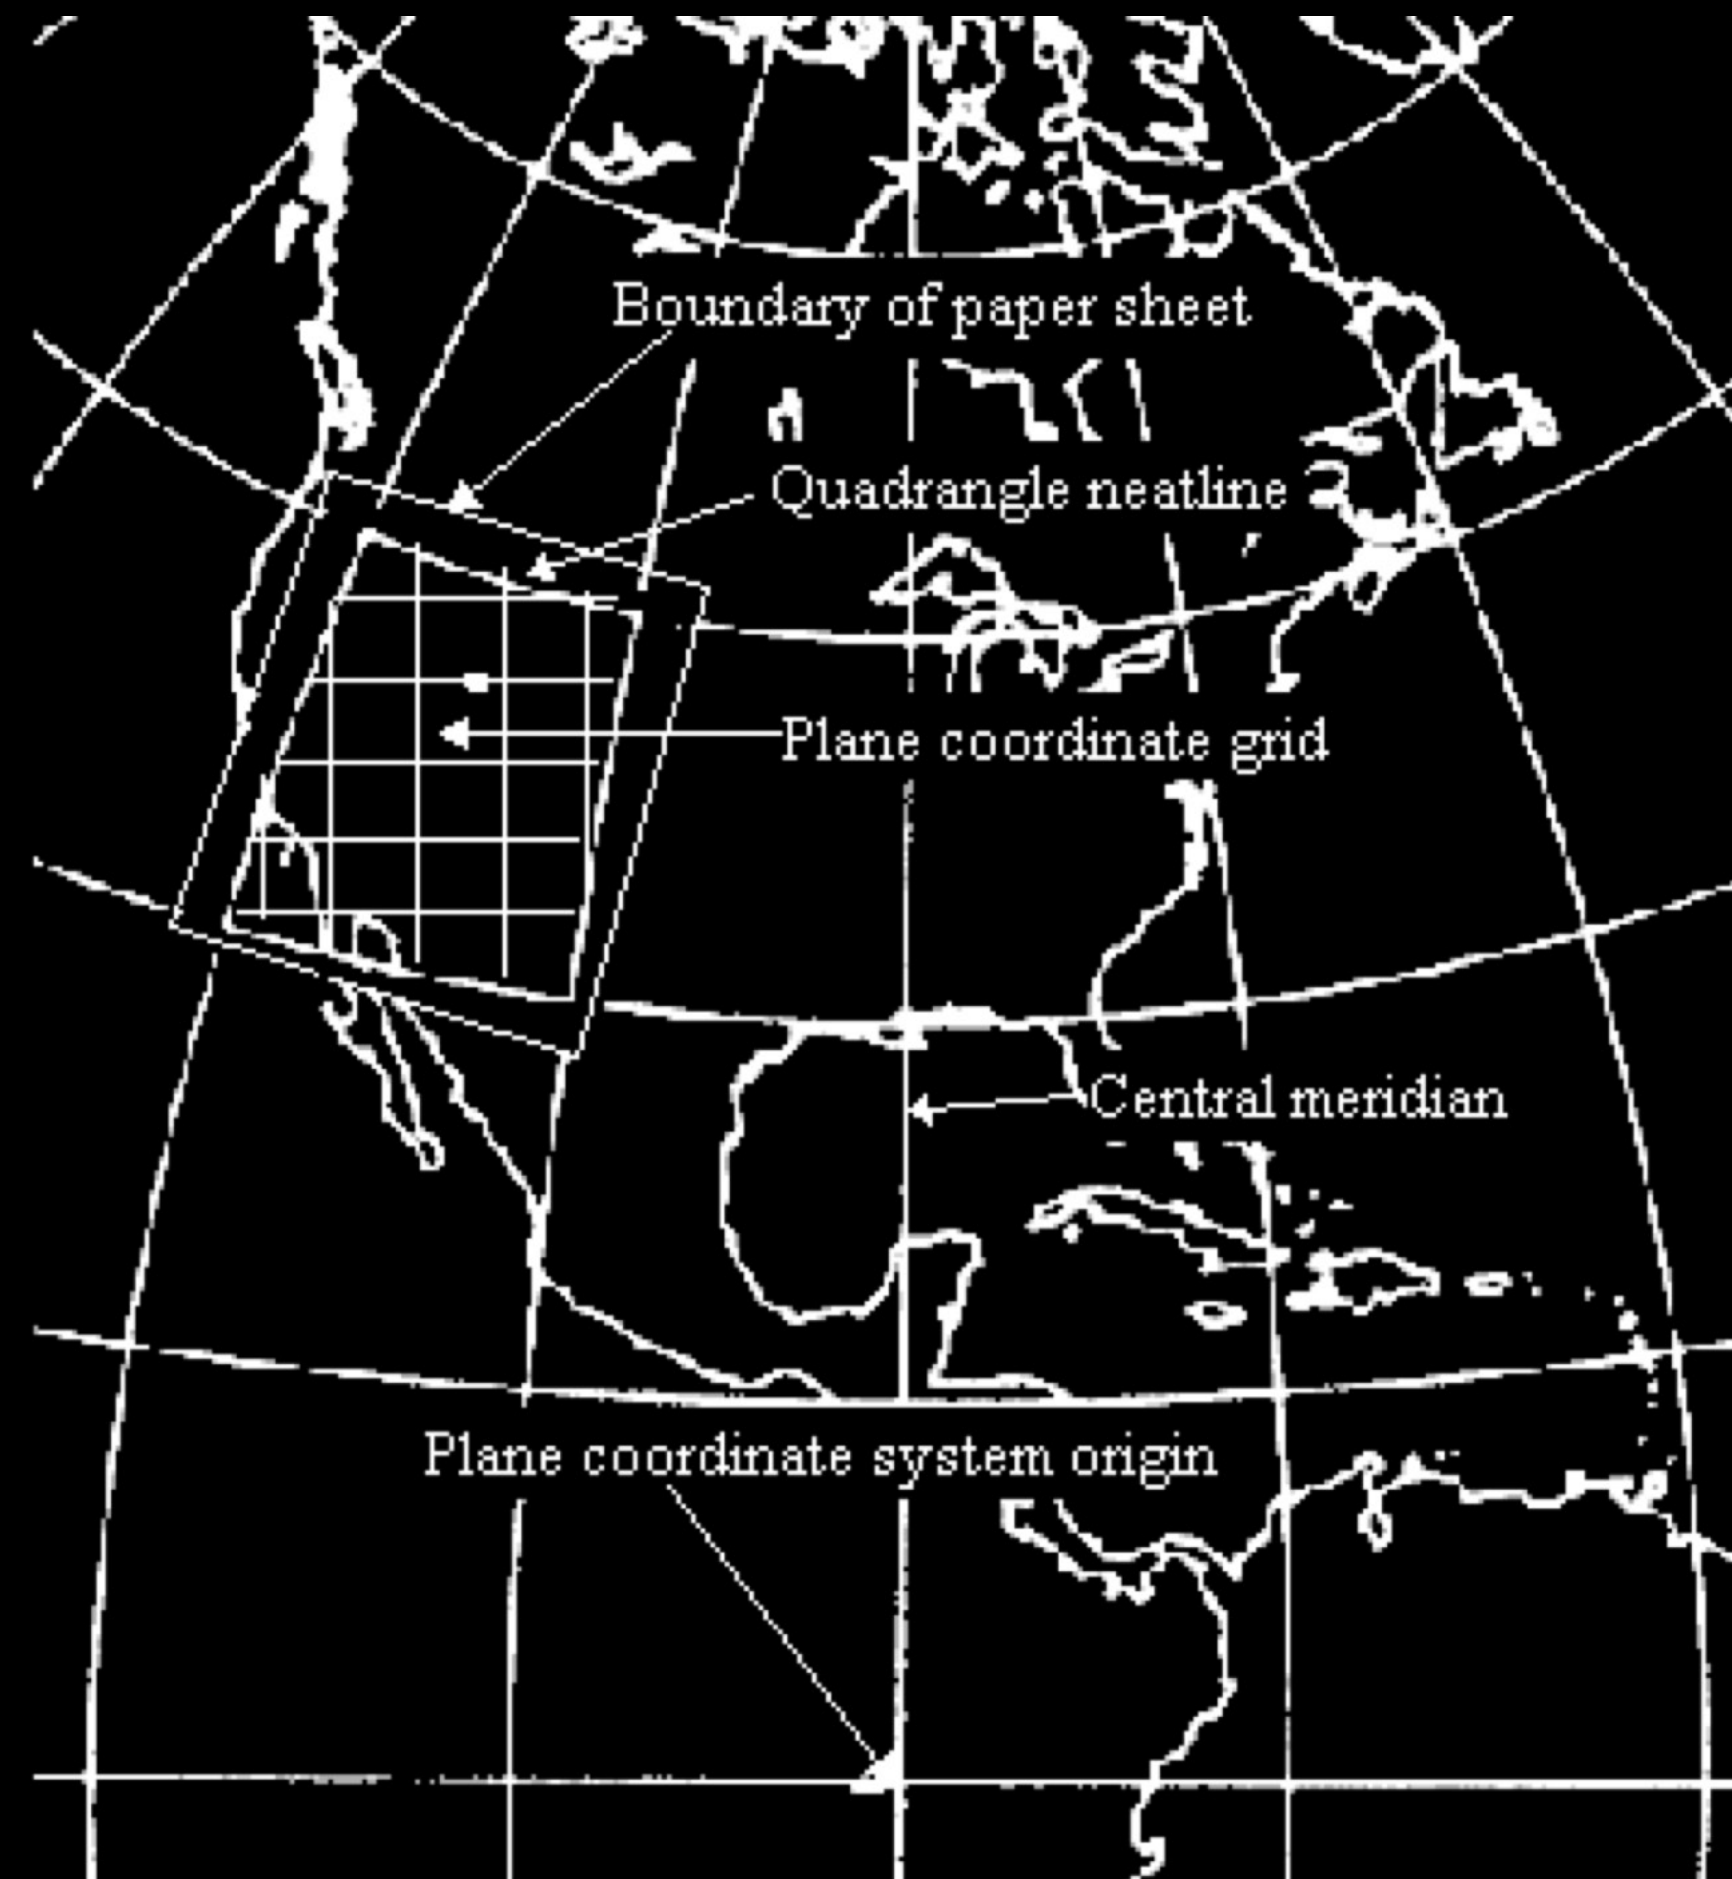 Boundary of paper sheet
Quadrangle neatline
Plane coordinate grid
Central meridian
Plane coordinate system origin